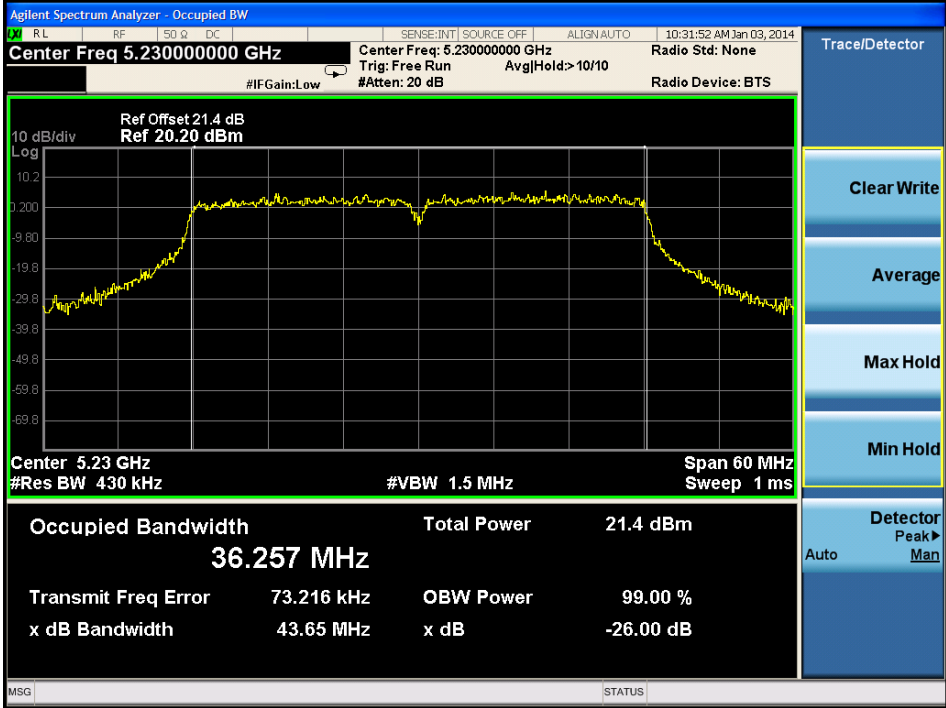 Agilent Spectrum Analyzer - Occupied BW
LXI RL RF 50 Ω DC SENSE:INT SOURCE OFF ALIGNAUTO 10:31:52 AM Jan 03, 2014
Center Freq 5.230000000 GHz
Center Freq: 5.230000000 GHz
Radio Std: None
Trig: Free Run Avg|Hold:>10/10
#IFGain:Low #Atten: 20 dB Radio Device: BTS
Trace/Detector
Ref Offset 21.4 dB
10 dB/div Ref 20.20 dBm
Log
10.2
0.200
-9.80
-19.8
-29.8
-39.8
-49.8
-59.8
-69.8
Center 5.23 GHz Span 60 MHz
#Res BW 430 kHz #VBW 1.5 MHz Sweep 1 ms
Clear Write
Average
Max Hold
Min Hold
Detector
Peak▶
Auto Man
Occupied Bandwidth Total Power 21.4 dBm
36.257 MHz
Transmit Freq Error 73.216 kHz OBW Power 99.00 %
x dB Bandwidth 43.65 MHz x dB -26.00 dB
MSG STATUS